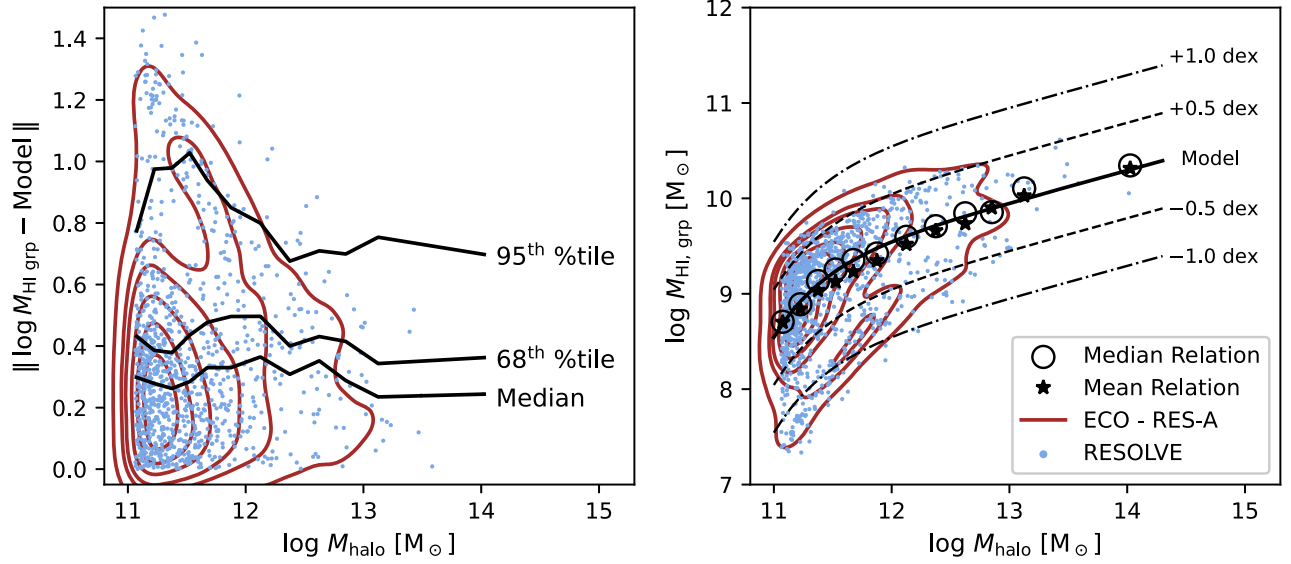 ∥ log M_HI grp − Model ∥
1.4
1.2
1.0
0.8
0.6
0.4
0.2
0.0
95th %tile
68th %tile
Median
11 12 13 14 15
log M_halo [M_⊙]
log M_HI, grp [M_⊙]
12
11
10
9
8
7
+1.0 dex
+0.5 dex
Model
−0.5 dex
−1.0 dex
Median Relation
Mean Relation
ECO - RES-A
RESOLVE
11 12 13 14 15
log M_halo [M_⊙]